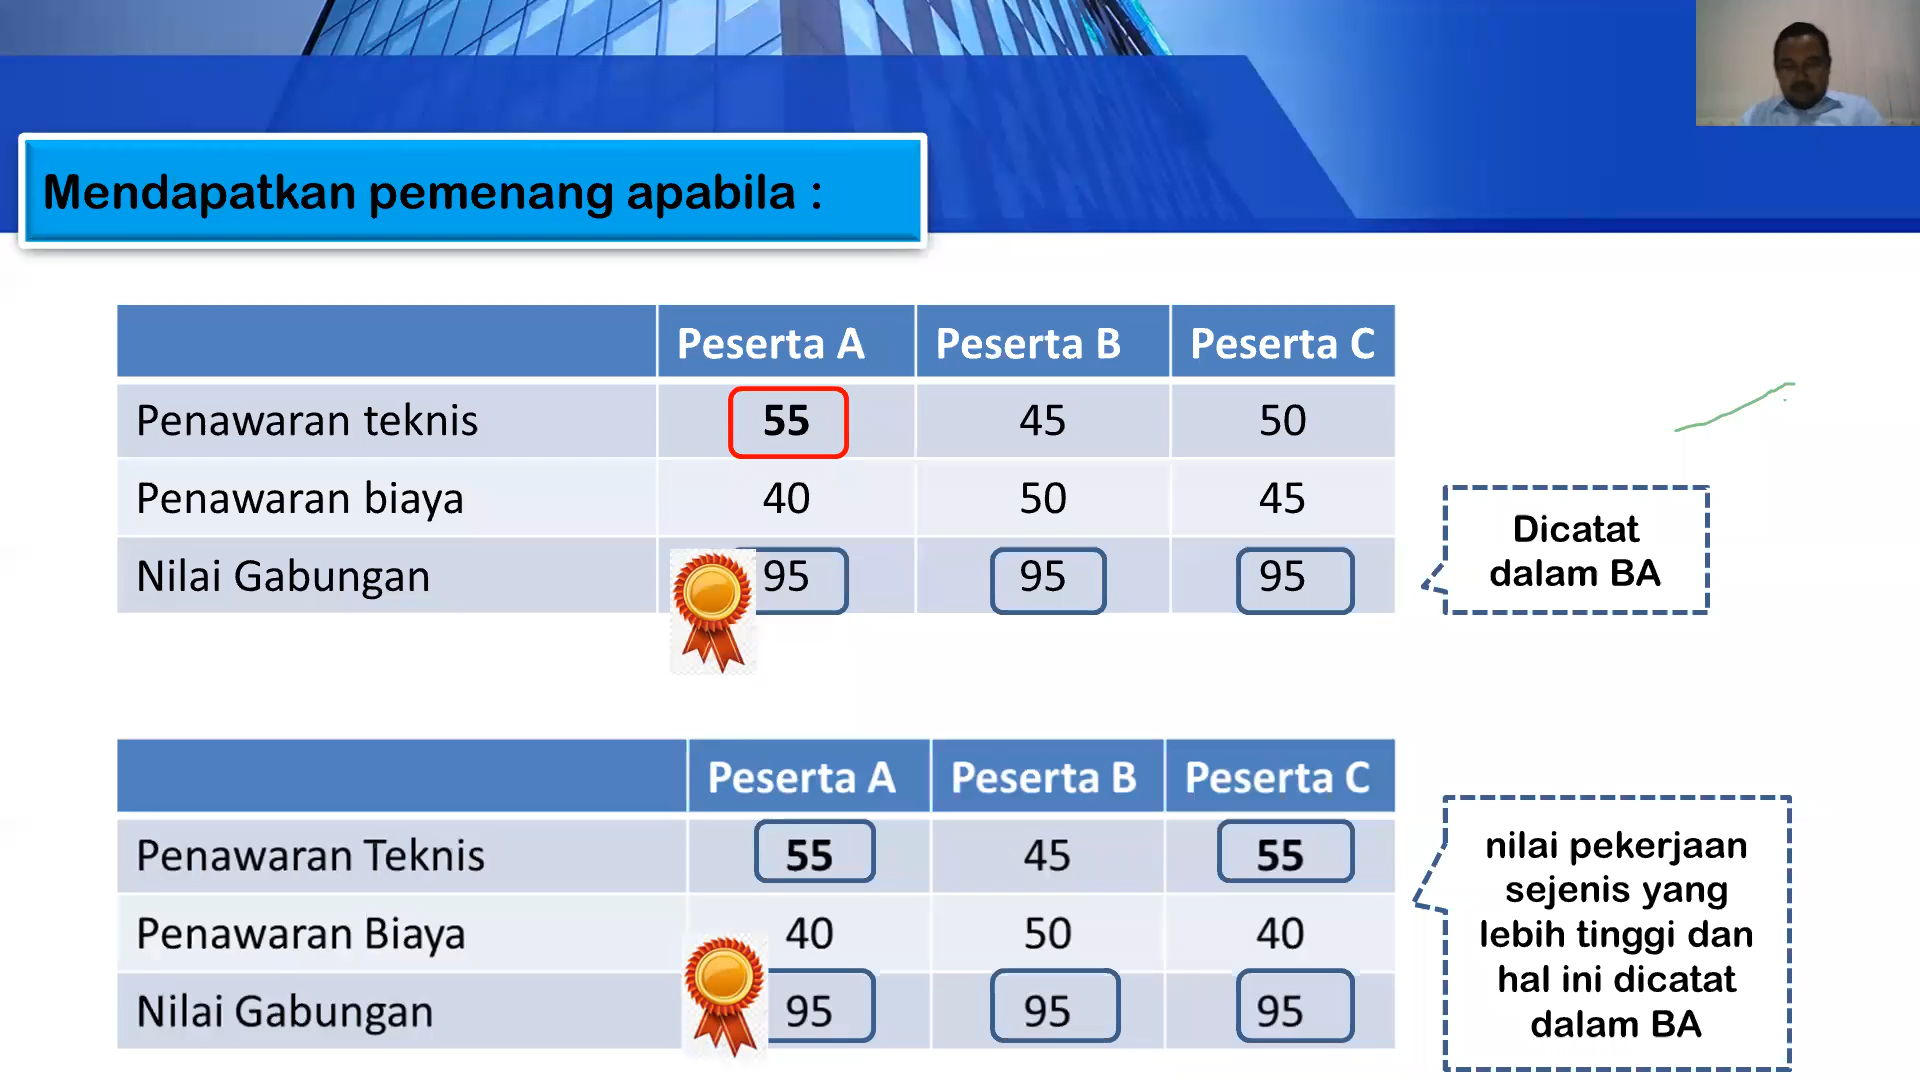 Mendapatkan pemenang apabila :
Peserta A Peserta B Peserta C
Penawaran teknis 55 45 50
Penawaran biaya 40 50 45
Nilai Gabungan 95 95 95
Dicatat
dalam BA
Peserta A Peserta B Peserta C
Penawaran Teknis 55 45 55
Penawaran Biaya 40 50 40
Nilai Gabungan 95 95 95
nilai pekerjaan
sejenis yang
lebih tinggi dan
hal ini dicatat
dalam BA